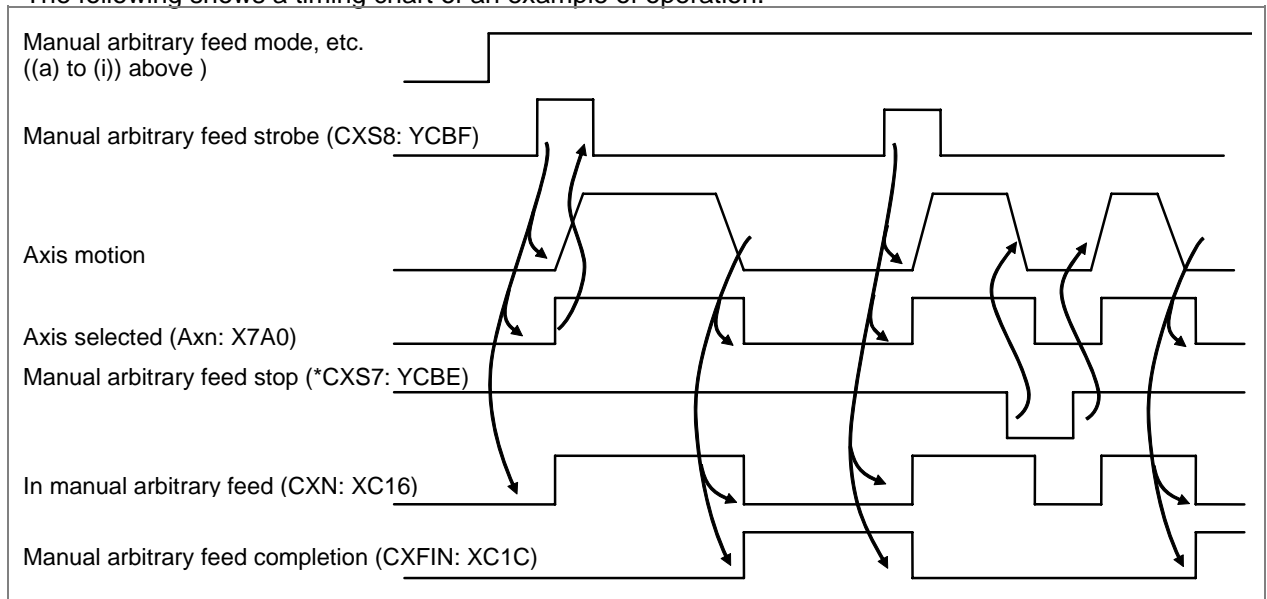 The following shows a timing chart of an example of operation.
Manual arbitrary feed mode, etc.
((a) to (i)) above )
Manual arbitrary feed strobe (CXS8: YCBF)
Axis motion
Axis selected (Axn: X7A0)
Manual arbitrary feed stop (*CXS7: YCBE)
In manual arbitrary feed (CXN: XC16)
Manual arbitrary feed completion (CXFIN: XC1C)